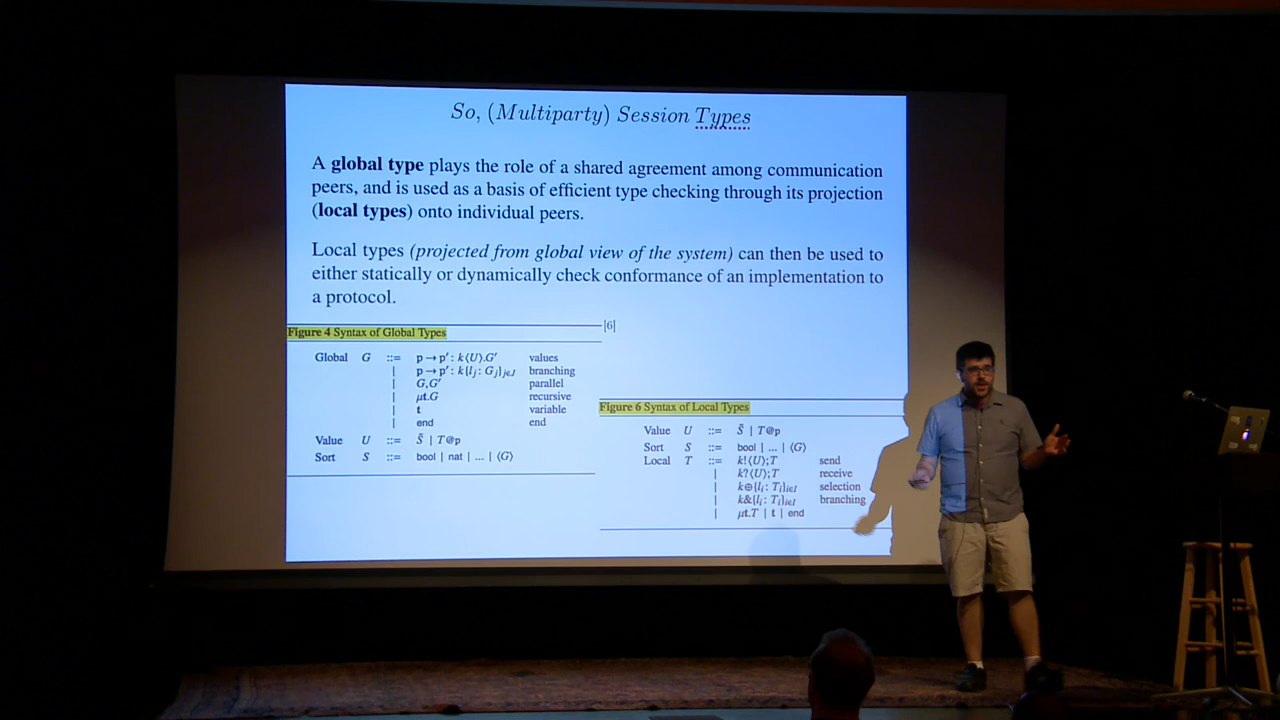 So, (Multiparty) Session Types
A global type plays the role of a shared agreement among communication
peers, and is used as a basis of efficient type checking through its projection
(local types) onto individual peers.
Local types (projected from global view of the system) can then be used to
either statically or dynamically check conformance of an implementation to
a protocol.
[6]
Figure 4 Syntax of Global Types
Global G ::= p → p′ : k⟨U⟩.G′ values
| p → p′ : k{lⱼ : Gⱼ}ⱼ∈J branching
| G,G′ parallel
| μt.G recursive
| t variable
| end end
Value U ::= S̃ | T@p
Sort S ::= bool | nat | ... | ⟨G⟩
Figure 6 Syntax of Local Types
Value U ::= S̃ | T@p
Sort S ::= bool | ... | ⟨G⟩
Local T ::= k!⟨U⟩;T send
| k?⟨U⟩;T receive
| k⊕{lᵢ : Tᵢ}i∈I selection
| k&{lᵢ : Tᵢ}i∈I branching
| μt.T | t | end